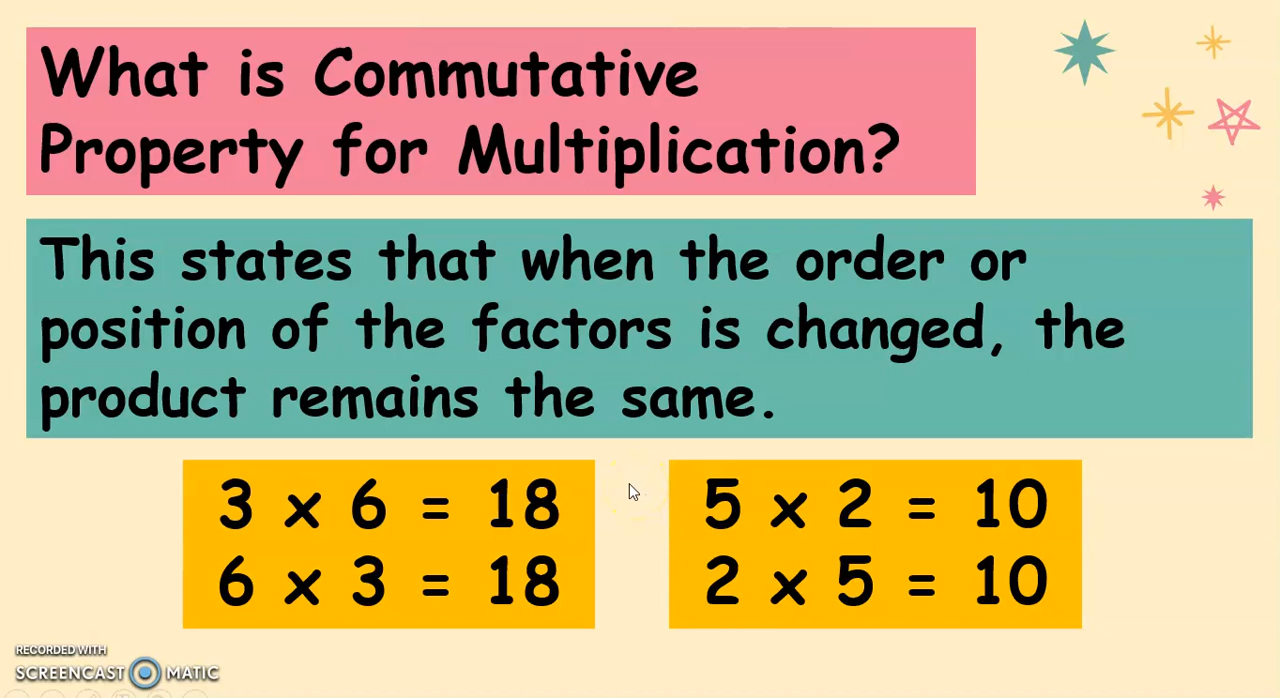 What is Commutative
Property for Multiplication?
This states that when the order or
position of the factors is changed, the
product remains the same.
3 x 6 = 18
6 x 3 = 18
5 x 2 = 10
2 x 5 = 10
RECORDED WITH
SCREENCAST MATIC